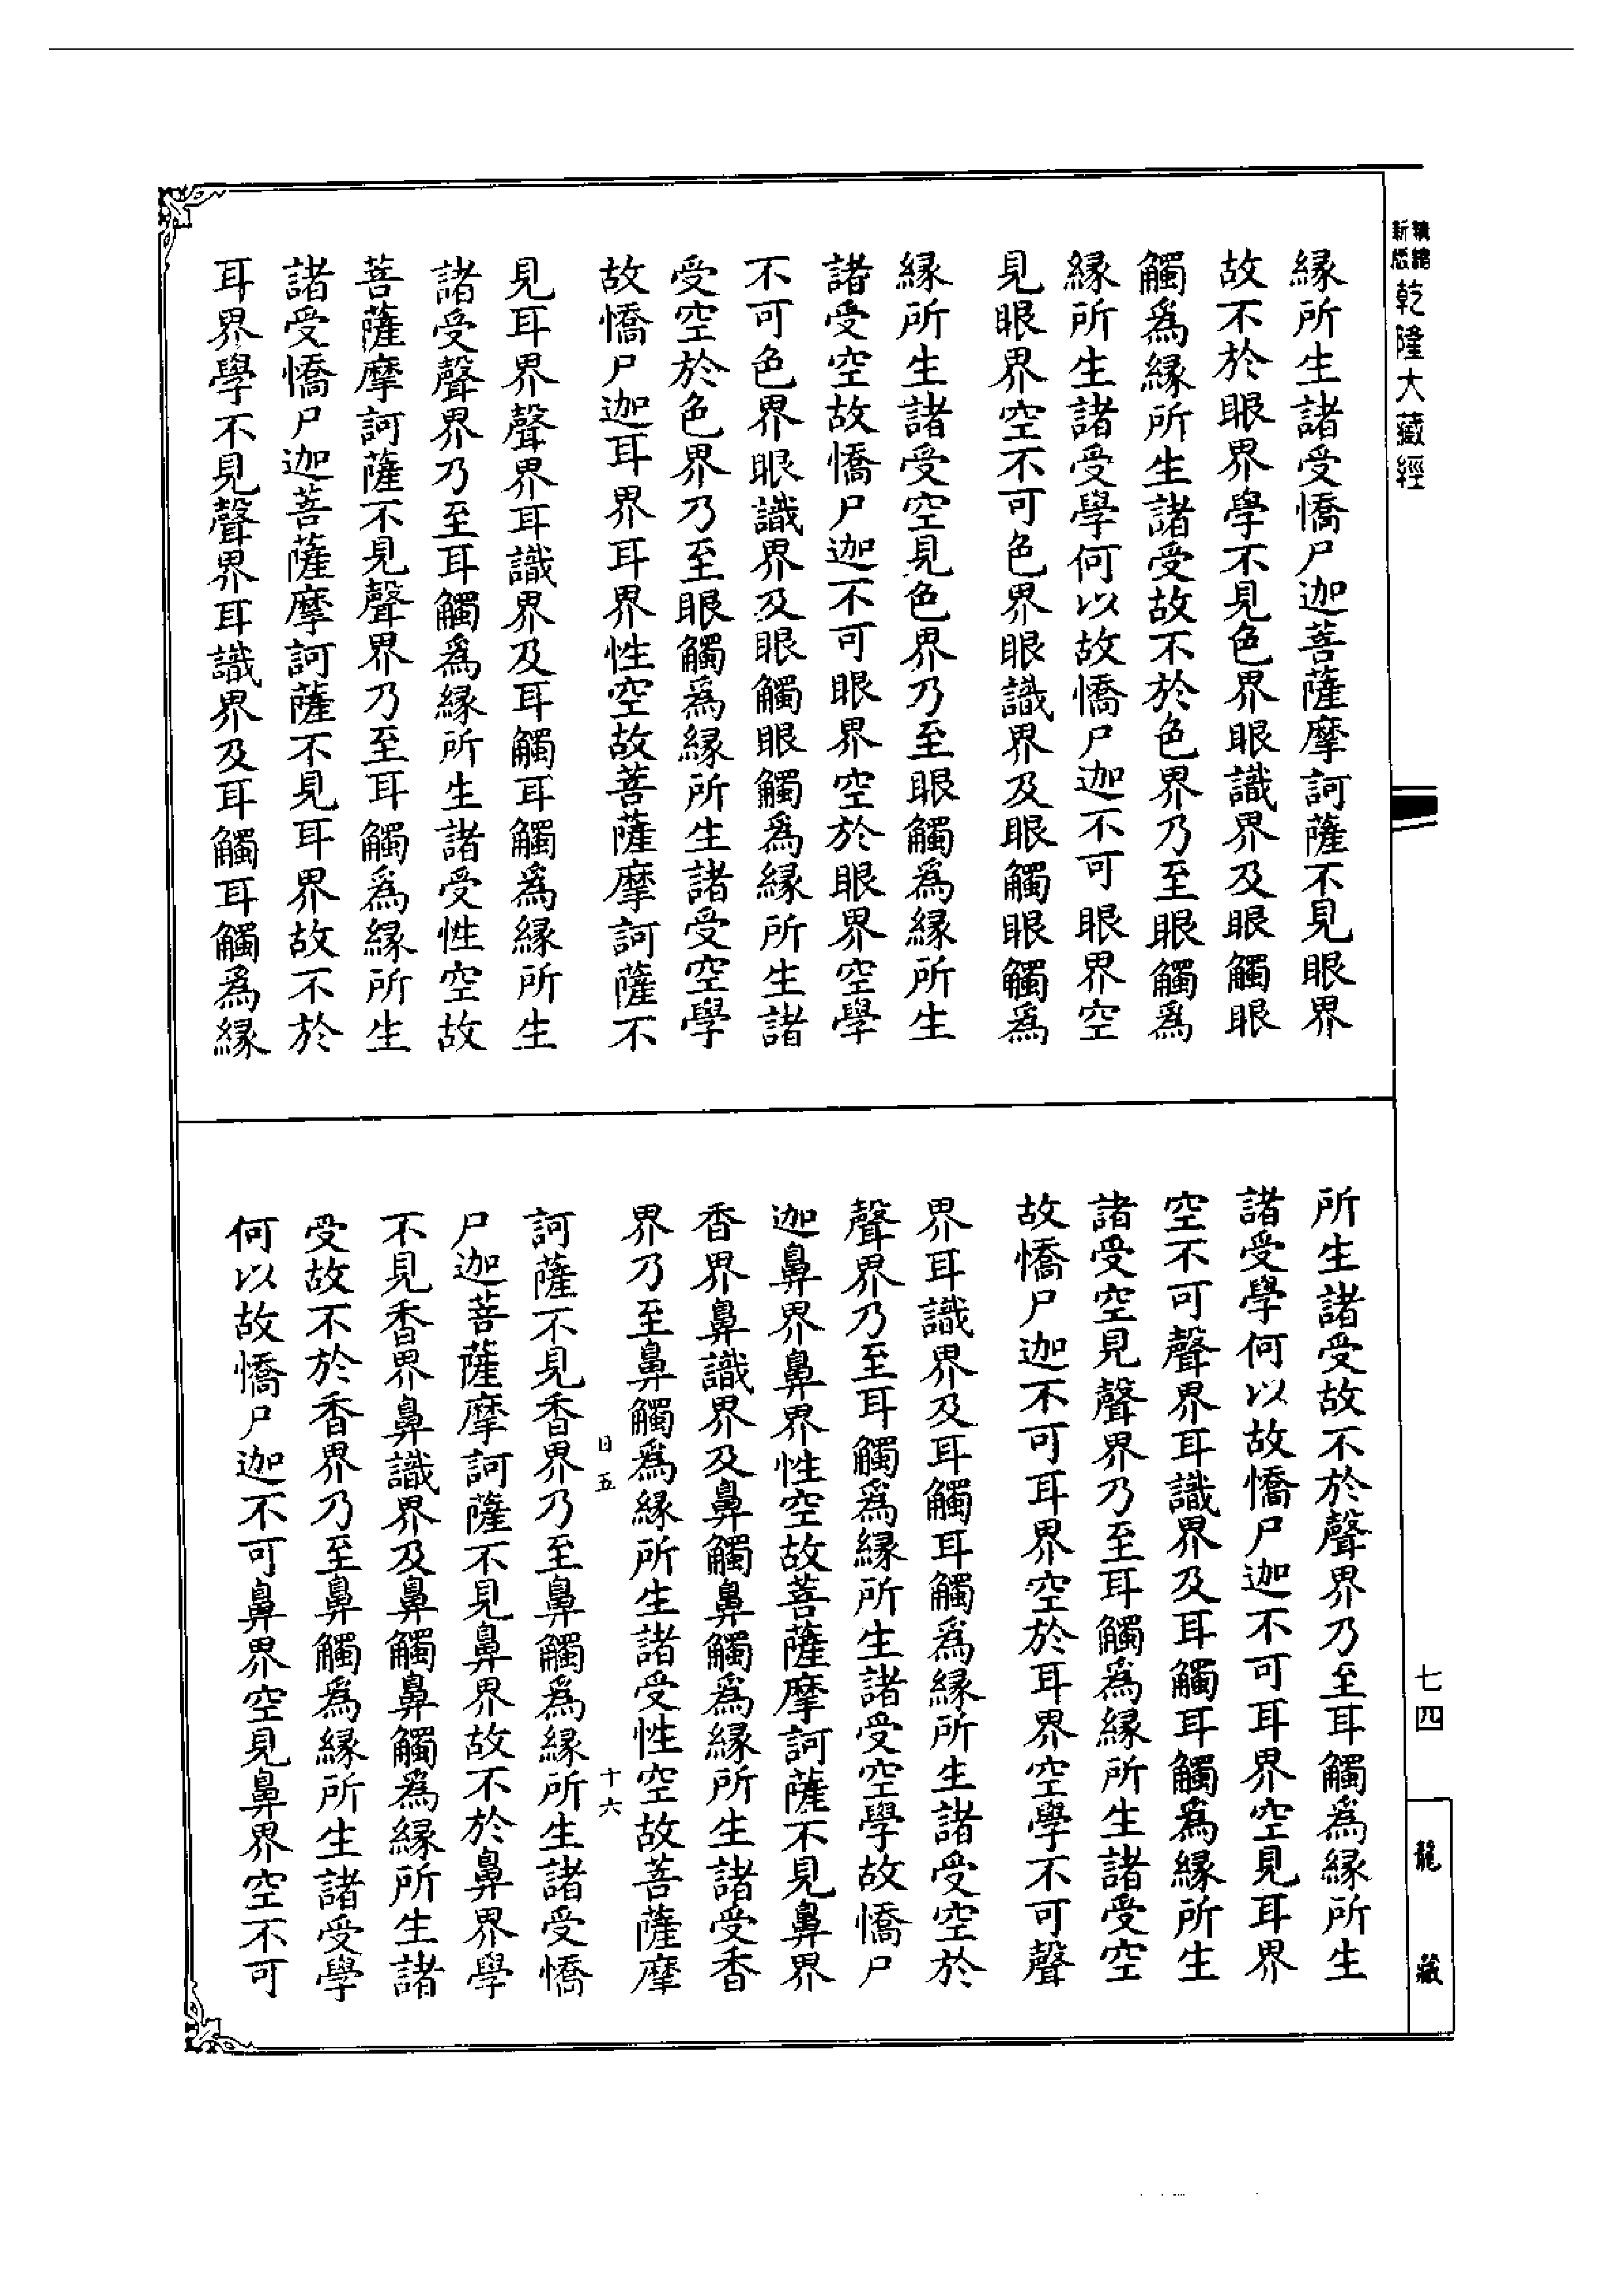 新版精譜乾隆大藏經
緣所生諸受憍尸迦菩薩摩訶薩不見眼界
故不於眼界學不見色界眼識界及眼觸眼
觸爲緣所生諸受故不於色界乃至眼觸爲
緣所生諸受學何以故憍尸迦不可眼界空
見眼界空不可色界眼識界及眼觸眼觸爲
緣所生諸受空見色界乃至眼觸爲緣所生
諸受空故憍尸迦不可眼界空於眼界空學
不可色界眼識界及眼觸眼觸爲緣所生諸
受空於色界乃至眼觸爲緣所生諸受空學
故憍尸迦耳界耳界性空故菩薩摩訶薩不
見耳界聲界耳識界及耳觸耳觸爲緣所生
諸受聲界乃至耳觸爲緣所生諸受性空故
菩薩摩訶薩不見聲界乃至耳觸爲緣所生
諸受憍尸迦菩薩摩訶薩不見耳界故不於
耳界學不見聲界耳識界及耳觸耳觸爲緣
所生諸受故不於聲界乃至耳觸爲緣所生
諸受學何以故憍尸迦不可耳界空見耳界
空不可聲界耳識界及耳觸耳觸爲緣所生
諸受空見聲界乃至耳觸爲緣所生諸受空
故憍尸迦不可耳界空於耳界空學不可聲
界耳識界及耳觸耳觸爲緣所生諸受空於
聲界乃至耳觸爲緣所生諸受空學故憍尸
迦鼻界鼻界性空故菩薩摩訶薩不見鼻界
香界鼻識界及鼻觸鼻觸爲緣所生諸受香
界乃至鼻觸爲緣所生諸受性空故菩薩摩
日五 十六
訶薩不見香界乃至鼻觸爲緣所生諸受憍
尸迦菩薩摩訶薩不見鼻界故不於鼻界學
不見香界鼻識界及鼻觸鼻觸爲緣所生諸
受故不於香界乃至鼻觸爲緣所生諸受學
何以故憍尸迦不可鼻界空見鼻界空不可
七四
龍藏